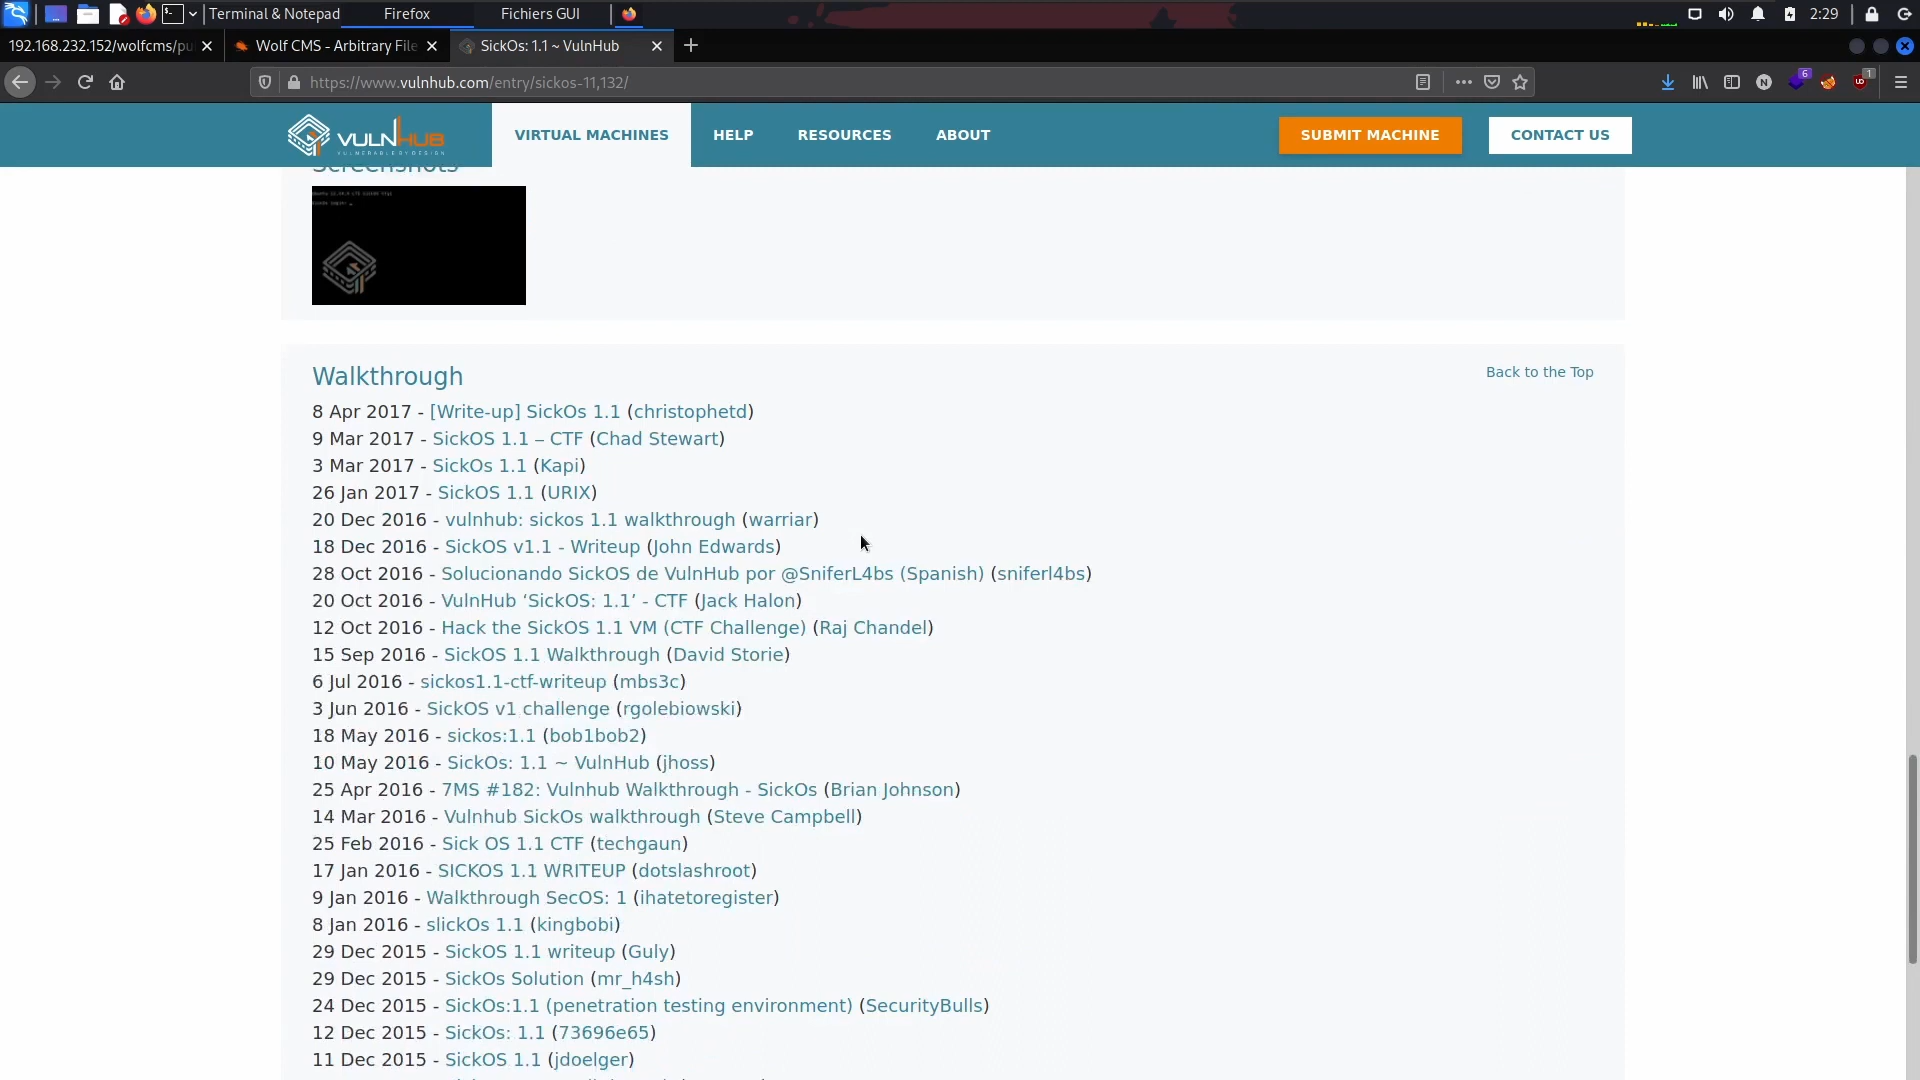 Terminal & Notepad Firefox Fichiers GUI 2:29
192.168.232.152/wolfcms/pu Wolf CMS - Arbitrary File SickOs: 1.1 ~ VulnHub
https://www.vulnhub.com/entry/sickos-11,132/ 6 1
VULNHUB VIRTUAL MACHINES HELP RESOURCES ABOUT SUBMIT MACHINE CONTACT US
VULNERABLE BY DESIGN
Screenshots
Walkthrough Back to the Top
8 Apr 2017 - [Write-up] SickOs 1.1 (christophetd)
9 Mar 2017 - SickOS 1.1 – CTF (Chad Stewart)
3 Mar 2017 - SickOs 1.1 (Kapi)
26 Jan 2017 - SickOS 1.1 (URIX)
20 Dec 2016 - vulnhub: sickos 1.1 walkthrough (warriar)
18 Dec 2016 - SickOS v1.1 - Writeup (John Edwards)
28 Oct 2016 - Solucionando SickOS de VulnHub por @SniferL4bs (Spanish) (sniferl4bs)
20 Oct 2016 - VulnHub ‘SickOS: 1.1’ - CTF (Jack Halon)
12 Oct 2016 - Hack the SickOS 1.1 VM (CTF Challenge) (Raj Chandel)
15 Sep 2016 - SickOS 1.1 Walkthrough (David Storie)
6 Jul 2016 - sickos1.1-ctf-writeup (mbs3c)
3 Jun 2016 - SickOS v1 challenge (rgolebiowski)
18 May 2016 - sickos:1.1 (bob1bob2)
10 May 2016 - SickOs: 1.1 ~ VulnHub (jhoss)
25 Apr 2016 - 7MS #182: Vulnhub Walkthrough - SickOs (Brian Johnson)
14 Mar 2016 - Vulnhub SickOs walkthrough (Steve Campbell)
25 Feb 2016 - Sick OS 1.1 CTF (techgaun)
17 Jan 2016 - SICKOS 1.1 WRITEUP (dotslashroot)
9 Jan 2016 - Walkthrough SecOS: 1 (ihatetoregister)
8 Jan 2016 - slickOs 1.1 (kingbobi)
29 Dec 2015 - SickOS 1.1 writeup (Guly)
29 Dec 2015 - SickOs Solution (mr_h4sh)
24 Dec 2015 - SickOs:1.1 (penetration testing environment) (SecurityBulls)
12 Dec 2015 - SickOs: 1.1 (73696e65)
11 Dec 2015 - SickOS 1.1 (jdoelger)